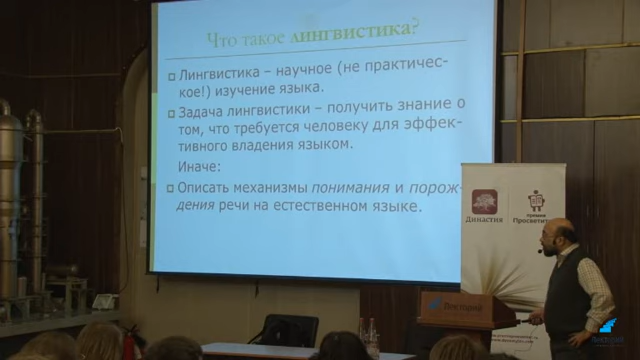 Что такое лингвистика?
Лингвистика – научное (не практичес-
кое!) изучение языка.
Задача лингвистики – получить знание о
том, что требуется человеку для эффек-
тивного владения языком.
Иначе:
Описать механизмы понимания и порож-
дения речи на естественном языке.
Династия
премия
Просветитель
Лекторий